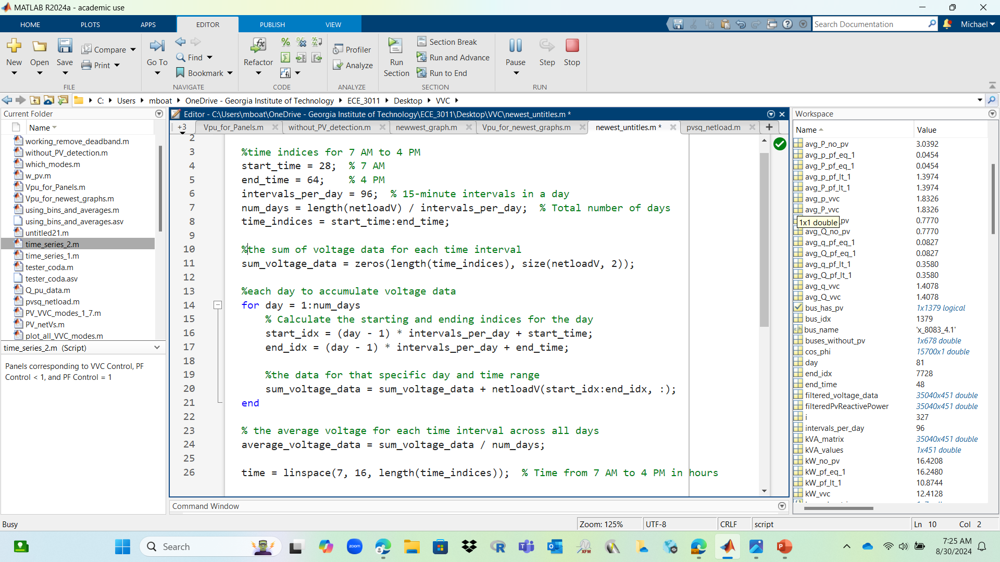 MATLAB R2024a - academic use
HOME PLOTS APPS EDITOR PUBLISH VIEW
Search Documentation
Michael
New Open Save Compare Print
FILE
Go To Find Bookmark
NAVIGATE
Refactor
CODE
Profiler
Analyze
ANALYZE
Run Section
Section Break
Run and Advance
Run to End
SECTION
Pause Step Stop
RUN
C: Users mboat OneDrive - Georgia Institute of Technology ECE_3011 Desktop VVC
Current Folder
Name
working_remove_deadband.m
without_PV_detection.m
which_modes.m
w_pv.m
Vpu_for_Panels.m
Vpu_for_newest_graphs.m
using_bins_and_averages.m
using_bins_and_averages.asv
untitled21.m
time_series_2.m
time_series_1.m
tester_coda.m
tester_coda.asv
Q_pu_data.m
pvsq_netload.m
PV_VVC_modes_1_7.m
PV_netVs.m
plot_all_VVC_modes.m
time_series_2.m (Script)
Panels corresponding to VVC Control, PF
Control < 1, and PF Control = 1
Editor - C:\Users\mboat\OneDrive - Georgia Institute of Technology\ECE_3011\Desktop\VVC\newest_untitles.m *
+3 Vpu_for_Panels.m without_PV_detection.m newwest_graph.m Vpu_for_newest_graphs.m newest_untitles.m * pvsq_netload.m
2
3 %time indices for 7 AM to 4 PM
4 start_time = 28; % 7 AM
5 end_time = 64; % 4 PM
6 intervals_per_day = 96; % 15-minute intervals in a day
7 num_days = length(netloadV) / intervals_per_day; % Total number of days
8 time_indices = start_time:end_time;
9
10 %the sum of voltage data for each time interval
11 sum_voltage_data = zeros(length(time_indices), size(netloadV, 2));
12
13 %each day to accumulate voltage data
14 for day = 1:num_days
15 % Calculate the starting and ending indices for the day
16 start_idx = (day - 1) * intervals_per_day + start_time;
17 end_idx = (day - 1) * intervals_per_day + end_time;
18
19 %the data for that specific day and time range
20 sum_voltage_data = sum_voltage_data + netloadV(start_idx:end_idx, :);
21 end
22
23 % the average voltage for each time interval across all days
24 average_voltage_data = sum_voltage_data / num_days;
25
26 time = linspace(7, 16, length(time_indices)); % Time from 7 AM to 4 PM in hours
Command Window
Workspace
Name Value
avg_P_no_pv 3.0392
avg_p_pf_eq_1 0.0454
avg_P_pf_eq_1 0.0454
avg_p_pf_lt_1 1.3974
avg_P_pf_lt_1 1.3974
avg_p_vvc 1.8326
avg_P_vvc 1.8326
1x1 double pv 0.7770
avg_Q_no_pv 0.7770
avg_q_pf_eq_1 0.0827
avg_Q_pf_eq_1 0.0827
avg_q_pf_lt_1 0.3580
avg_Q_pf_lt_1 0.3580
avg_q_vvc 1.4078
avg_Q_vvc 1.4078
bus_has_pv 1x1379 logical
bus_idx 1379
bus_name 'x_8083_4.1'
buses_without_pv 1x678 double
cos_phi 15700x1 double
day 81
end_idx 7728
end_time 48
filtered_voltage_data 35040x451 double
filteredPvReactivePower 35040x451 double
i 327
intervals_per_day 96
kVA_matrix 35040x451 double
kVA_values 1x451 double
kW_no_pv 16.4208
kW_pf_eq_1 16.2480
kW_pf_lt_1 10.8744
kW_vvc 12.4128
Busy
Zoom: 125% UTF-8 CRLF script Ln 10 Col 2
Search
zoom
XFM
7:25 AM
8/30/2024